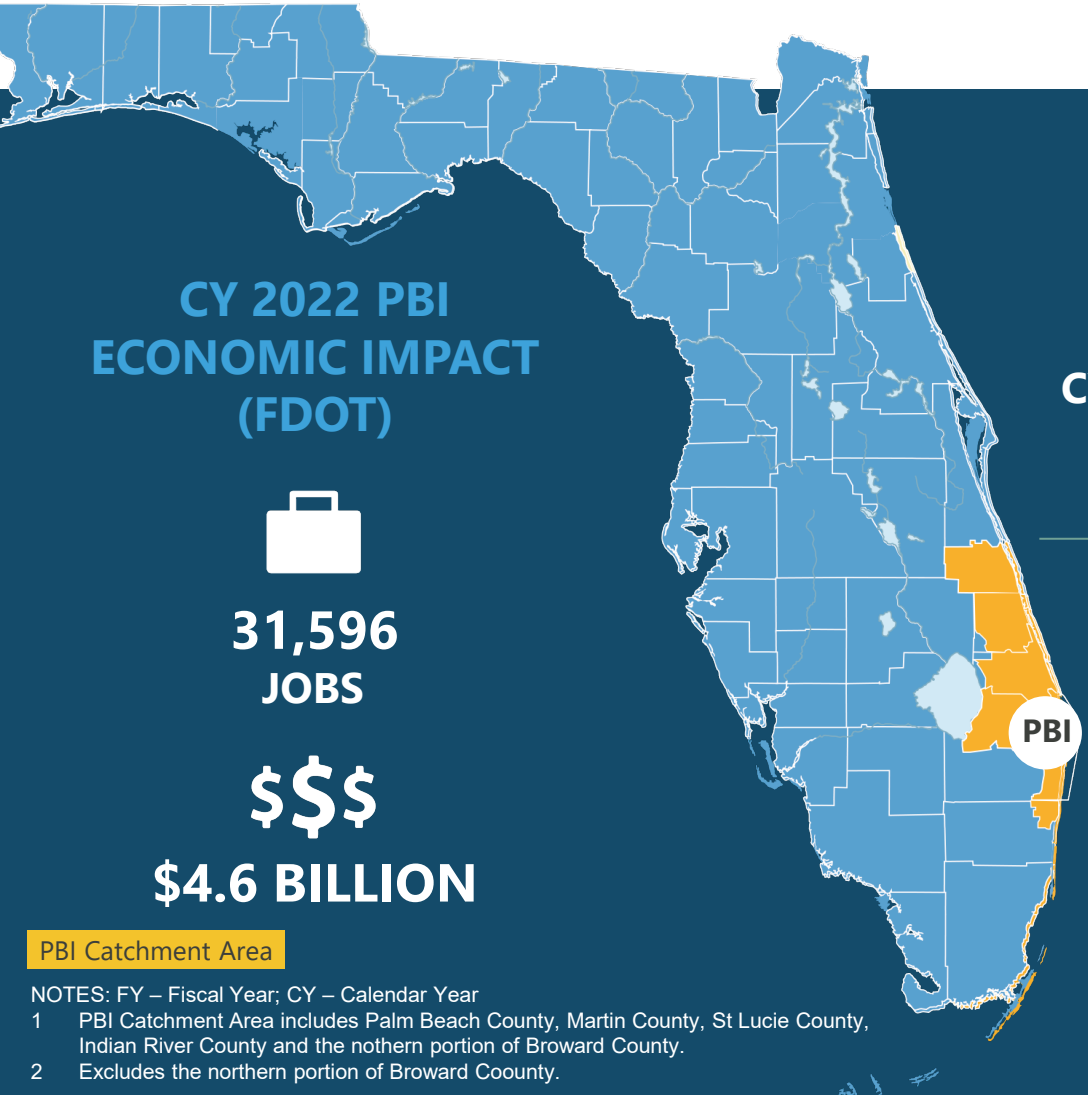 CY 2022 PBI
ECONOMIC IMPACT
(FDOT)
31,596
JOBS
$$$
$4.6 BILLION
PBI Catchment Area
NOTES: FY – Fiscal Year; CY – Calendar Year
1 PBI Catchment Area includes Palm Beach County, Martin County, St Lucie County,
Indian River County and the nothern portion of Broward County.
2 Excludes the northern portion of Broward Coounty.
C
PBI